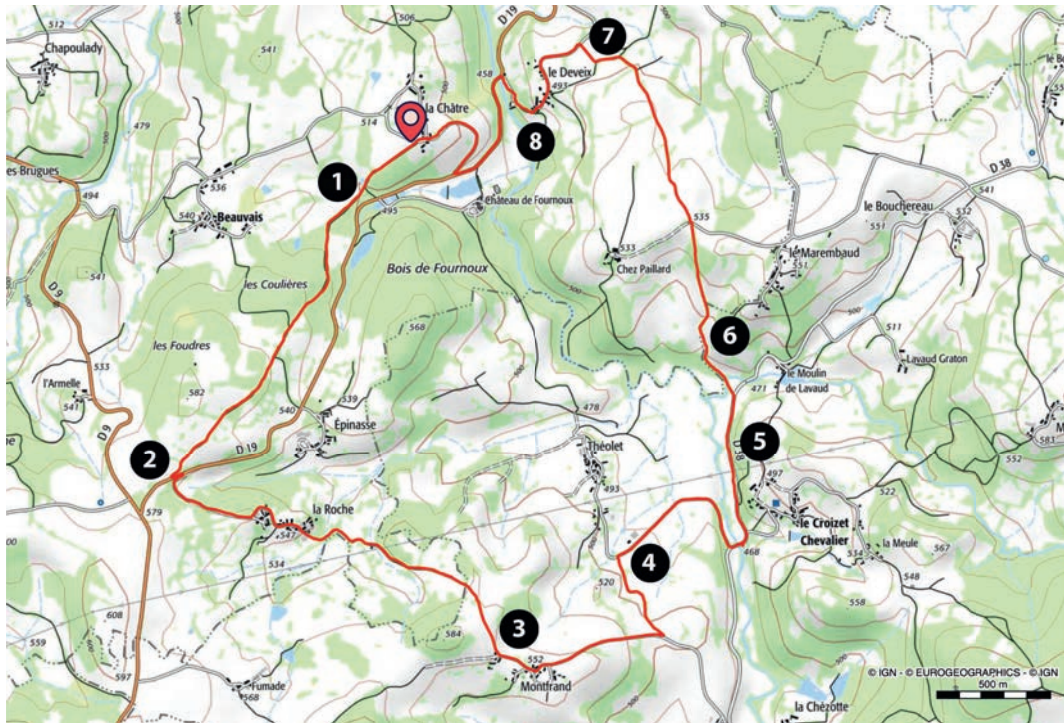 512
506
D 19
Chapoulady
541
7
458
le Deveix
493
la Châtre
514
8
479
1
es Brugues
536
D 38
541
494
495
Château de Fournoux
le Bouchereau
540
Beauvais
532
551
535
533
le Marembaud
551
Bois de Fournoux
Chez Paillard
541
les Coulières
D 9
568
500
6
511
les Foudres
533
Lavaud Graton
le Moulin
de Lavaud
471
l'Armelle
582
541
539
540
478
D 9
Épinasse
5
583
D 19
2
Théolet
D 38
552
497
493
522
579
la Roche
le Croizet
Chevalier
547
468
la Meule
567
534
4
534
548
520
608
558
3
584
559
552
597
Fumade
Montfrand
568
© IGN - © EUROGEOGRAPHICS - © IGN
500 m
la Chézotte